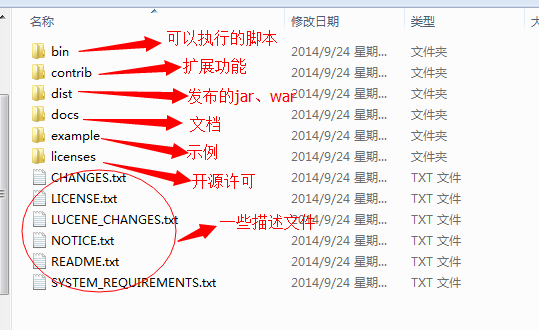 名称 修改日期 类型 大
bin 可以执行的脚本 2014/9/24 星期... 文件夹
contrib 扩展功能 2014/9/24 星期... 文件夹
dist 发布的jar、war 2014/9/24 星期... 文件夹
docs 文档 2014/9/24 星期... 文件夹
example 示例 2014/9/24 星期... 文件夹
licenses 开源许可 2014/9/24 星期... 文件夹
CHANGES.txt 2014/9/24 星期... TXT 文件
LICENSE.txt 2014/9/24 星期... TXT 文件
LUCENE_CHANGES.txt 一些描述文件 2014/9/24 星期... TXT 文件
NOTICE.txt 2014/9/24 星期... TXT 文件
README.txt 2014/9/24 星期... TXT 文件
SYSTEM_REQUIREMENTS.txt 2014/9/24 星期... TXT 文件